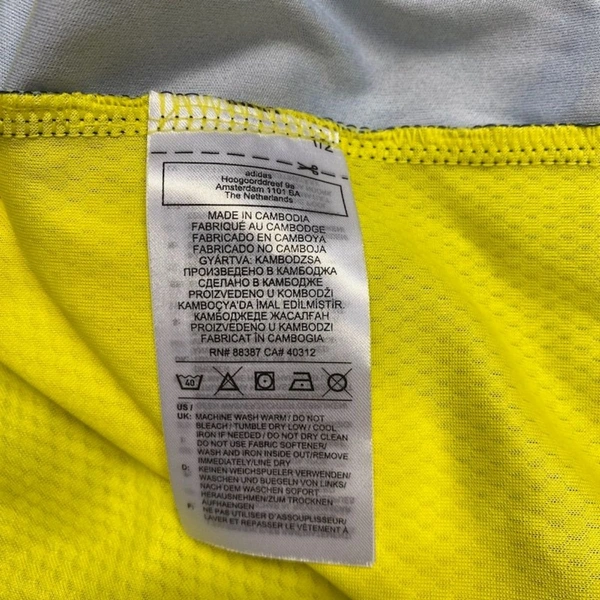 1/2
adidas
Hoogoorddreef 9a
Amsterdam 1101 BA
The Netherlands
MADE IN CAMBODIA
FABRIQUÉ AU CAMBODGE
FABRICADO EN CAMBOYA
FABRICADO NO CAMBOJA
GYÁRTVA: KAMBODZSA
ПРОИЗВЕДЕНО В КАМБОДЖА
СДЕЛАНО В КАМБОДЖЕ
PROIZVEDENO U KOMBODŽI
KAMBOÇYA'DA İMAL EDİLMİŞTİR.
КАМБОДЖЕДЕ ЖАСАЛҒАН
PROIZVEDENO U KAMBODZI
FABRICAT ÎN CAMBOGIA
RN# 88387 CA# 40312
40
US /
UK: MACHINE WASH WARM / DO NOT
BLEACH / TUMBLE DRY LOW / COOL
IRON IF NEEDED / DO NOT DRY CLEAN
DO NOT USE FABRIC SOFTENER/
WASH AND IRON INSIDE OUT/REMOVE
IMMEDIATELY/LINE DRY
D: KEINEN WEICHSPUELER VERWENDEN/
WASCHEN UND BUEGELN VON LINKS/
NACH DEM WASCHEN SOFORT
HERAUSNEHMEN/ZUM TROCKNEN
AUFHAENGEN
F: NE PAS UTILISER D'ASSOUPLISSEUR/
LAVER ET REPASSER LE VÊTEMENT À